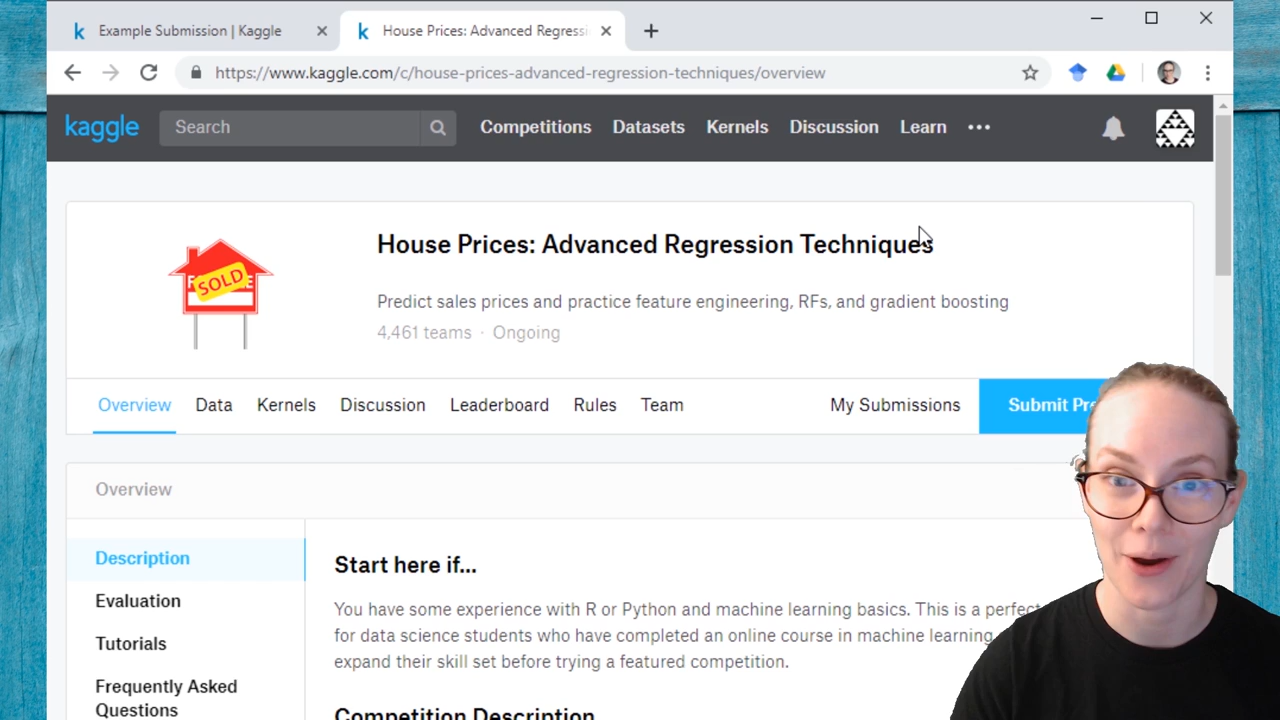 Example Submission | Kaggle
House Prices: Advanced Regress
https://www.kaggle.com/c/house-prices-advanced-regression-techniques/overview
kaggle
Search
Competitions
Datasets
Kernels
Discussion
Learn
SOLD
House Prices: Advanced Regression Techniques
Predict sales prices and practice feature engineering, RFs, and gradient boosting
4,461 teams · Ongoing
Overview
Data
Kernels
Discussion
Leaderboard
Rules
Team
My Submissions
Submit Pre
Overview
Description
Evaluation
Tutorials
Frequently Asked
Questions
Start here if...
You have some experience with R or Python and machine learning basics. This is a perfect
for data science students who have completed an online course in machine learning
expand their skill set before trying a featured competition.
Competition Description